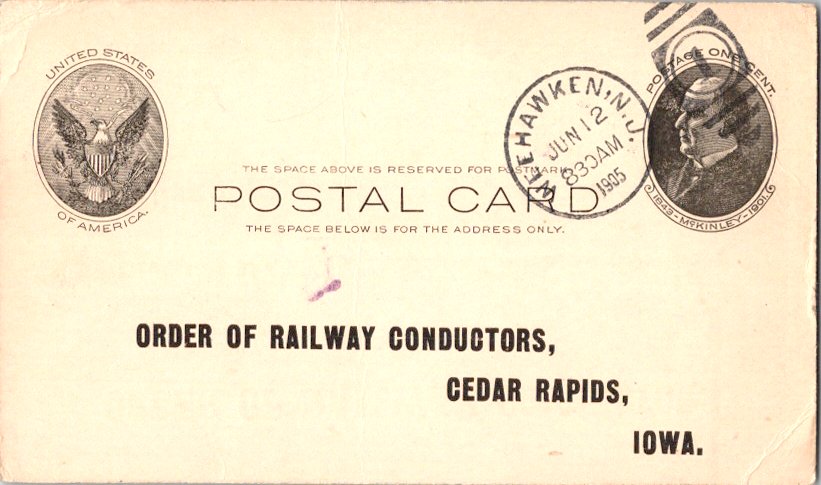 UNITED STATES
OF AMERICA.
POSTAGE ONE CENT.
1843-McKINLEY-1901
WEEHAWKEN, N.J.
JUN 12
830AM
1905
1
THE SPACE ABOVE IS RESERVED FOR POSTMARK
POSTAL CARD
THE SPACE BELOW IS FOR THE ADDRESS ONLY.
ORDER OF RAILWAY CONDUCTORS,
CEDAR RAPIDS,
IOWA.